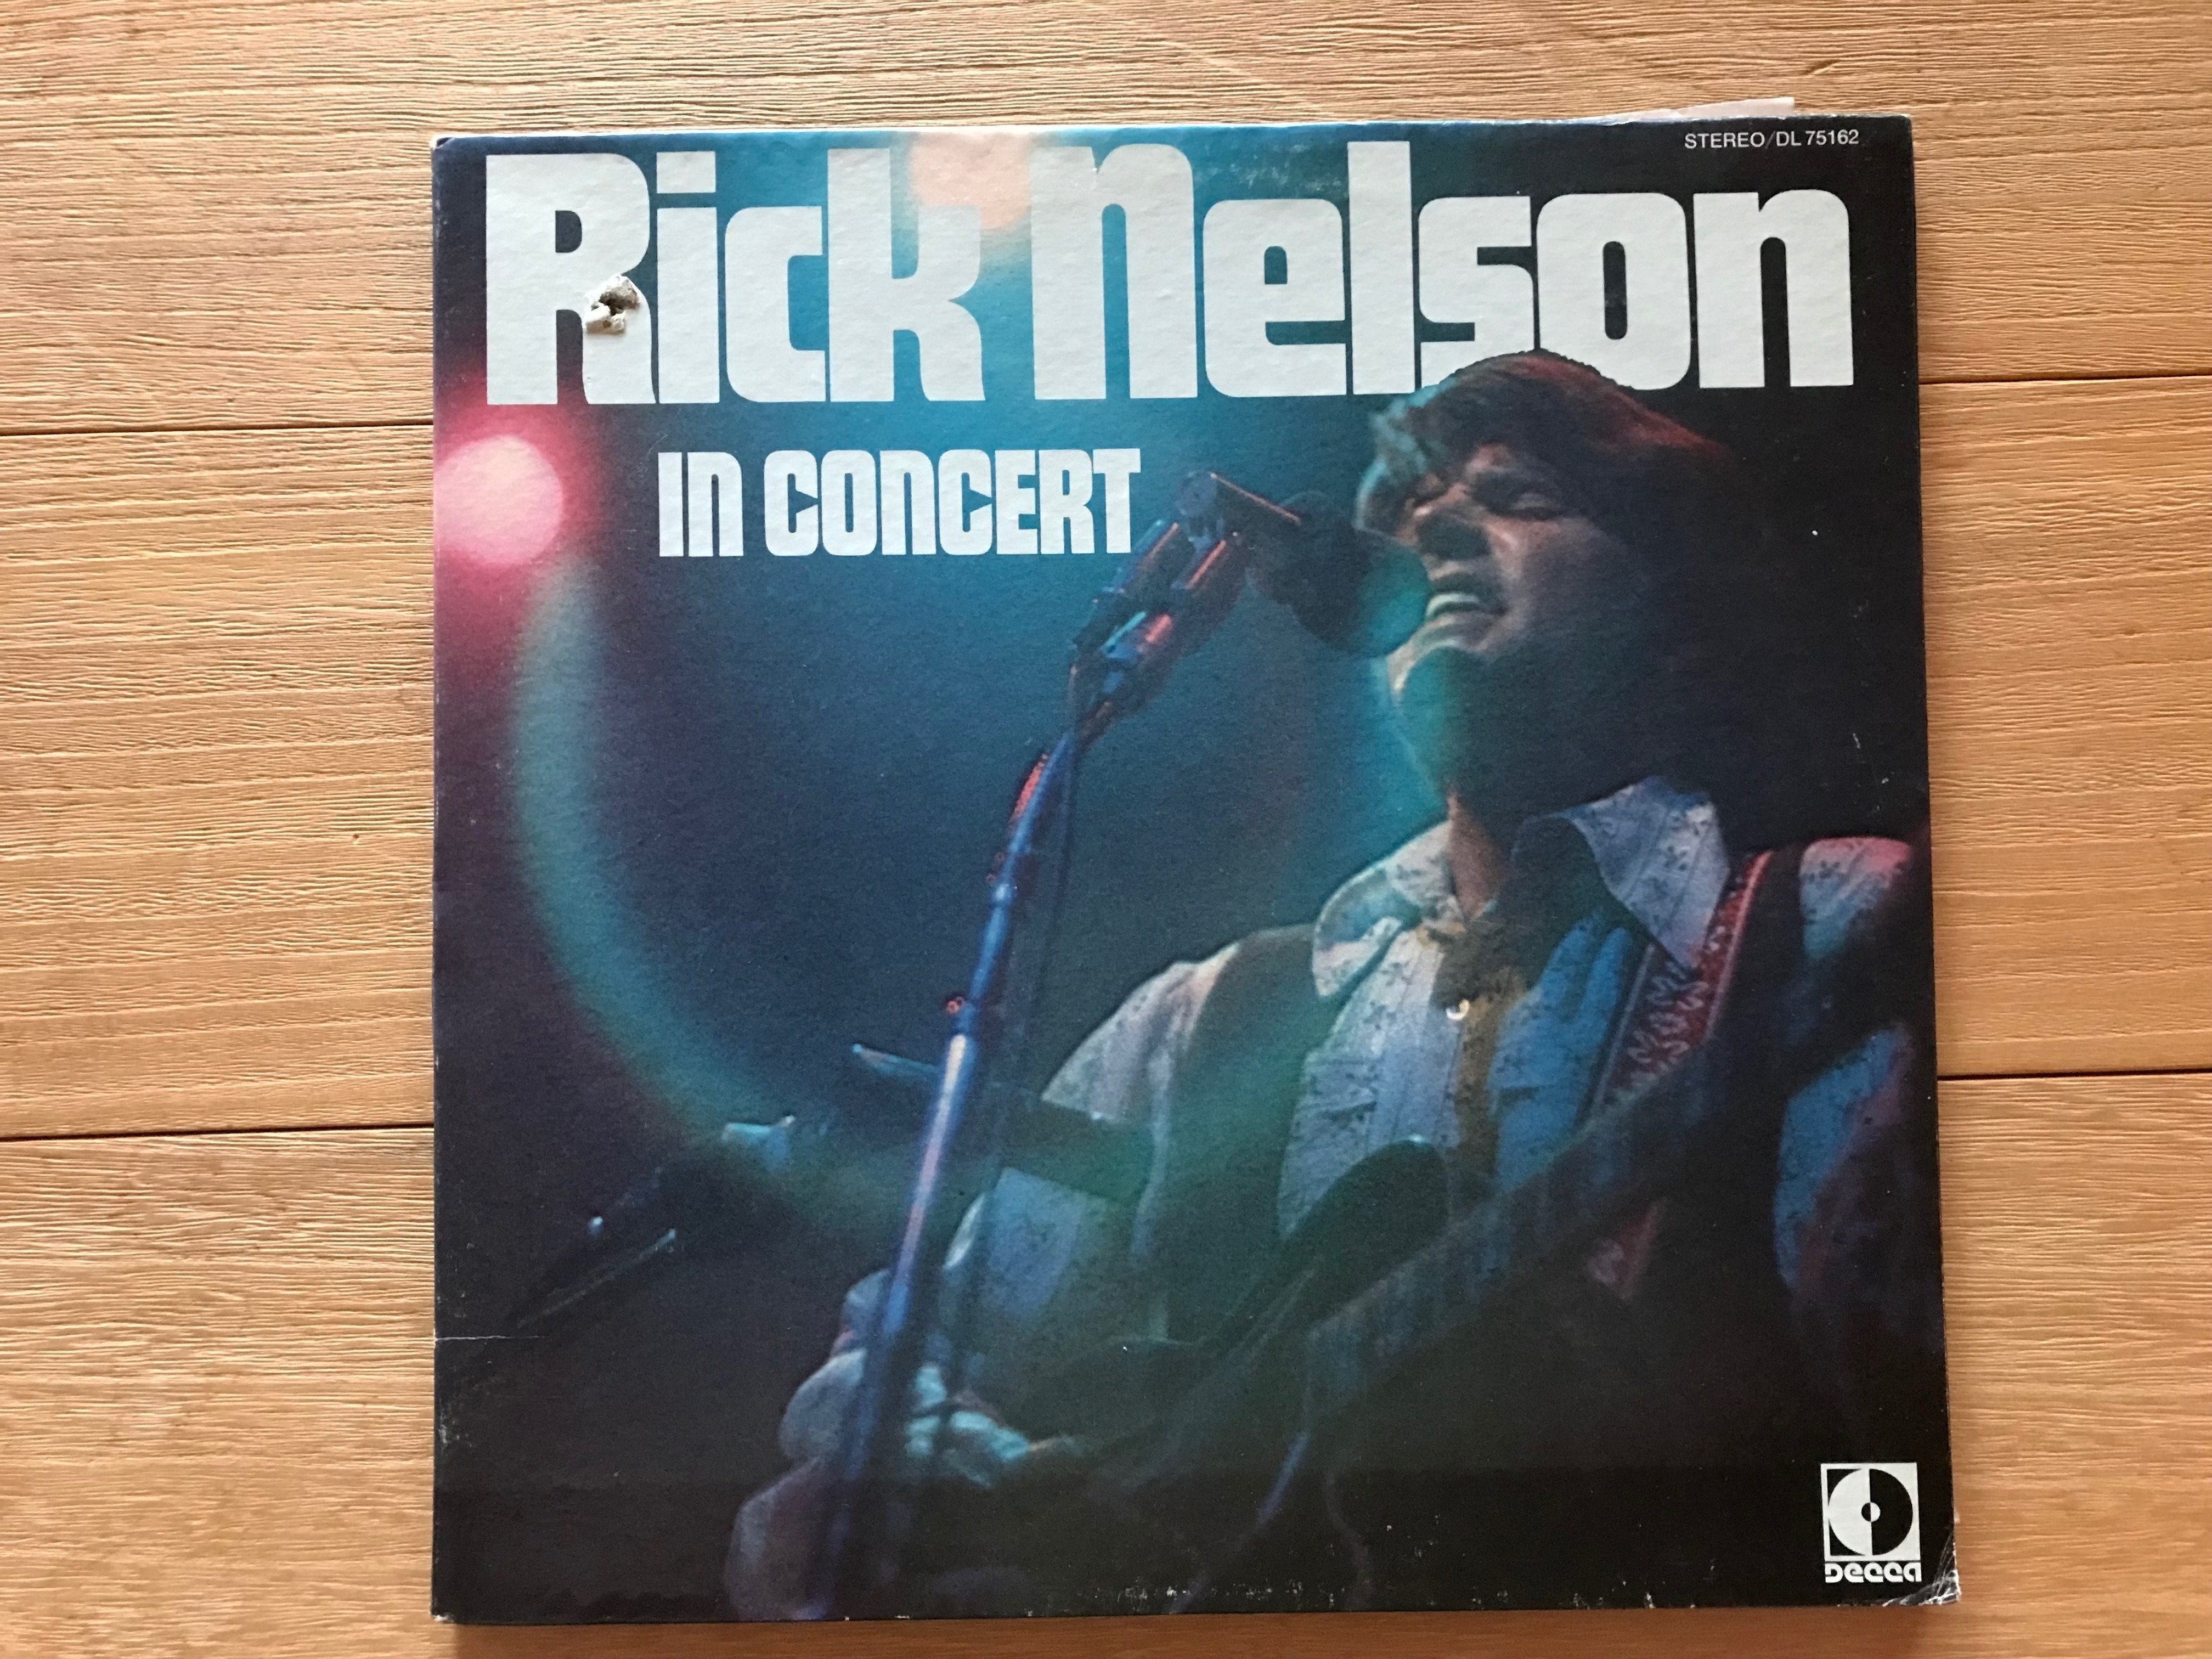 STEREO/DL 75162
Rick Nelson
IN CONCERT
DECCA